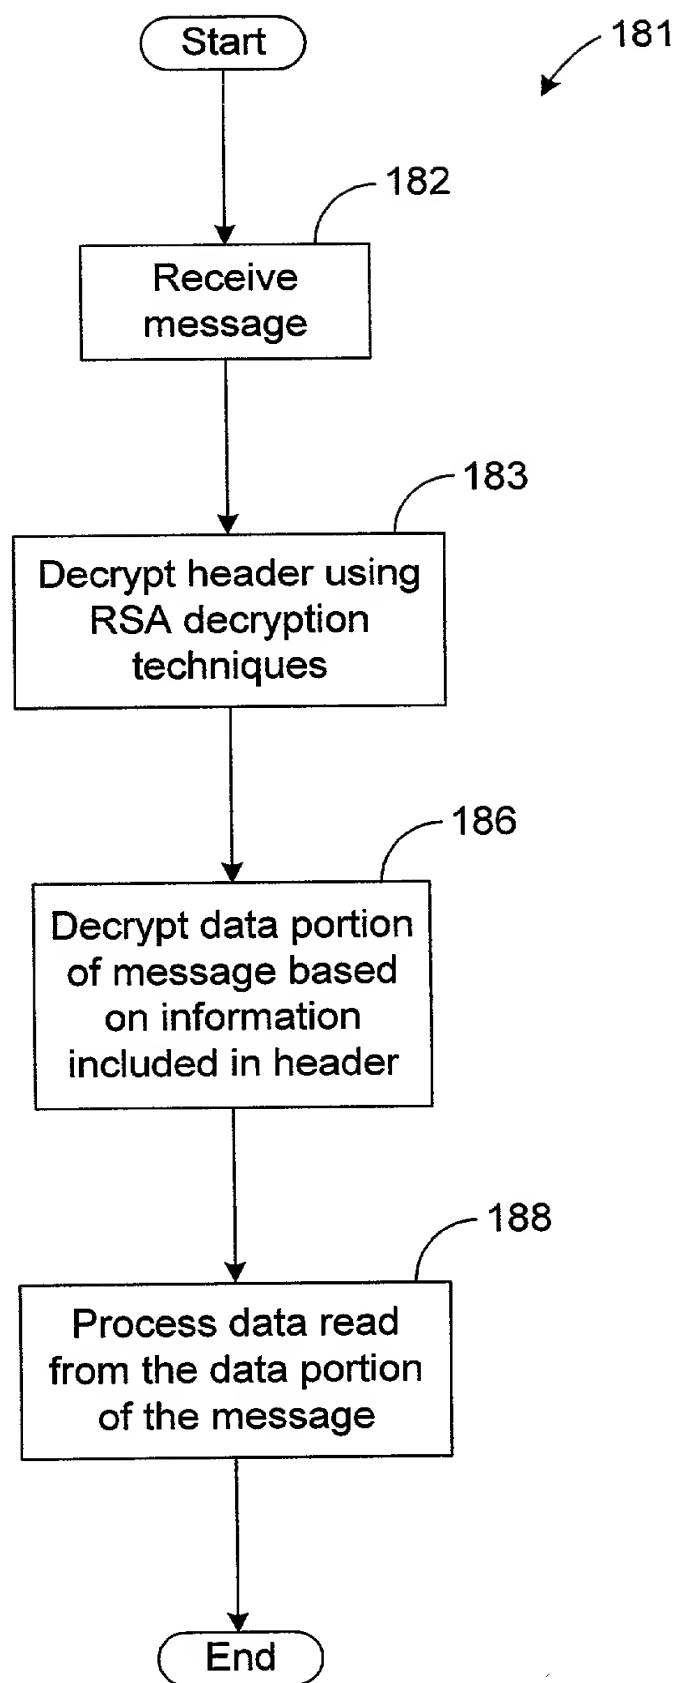 Start
181
182
Receive
message
183
Decrypt header using
RSA decryption
techniques
186
Decrypt data portion
of message based
on information
included in header
188
Process data read
from the data portion
of the message
End